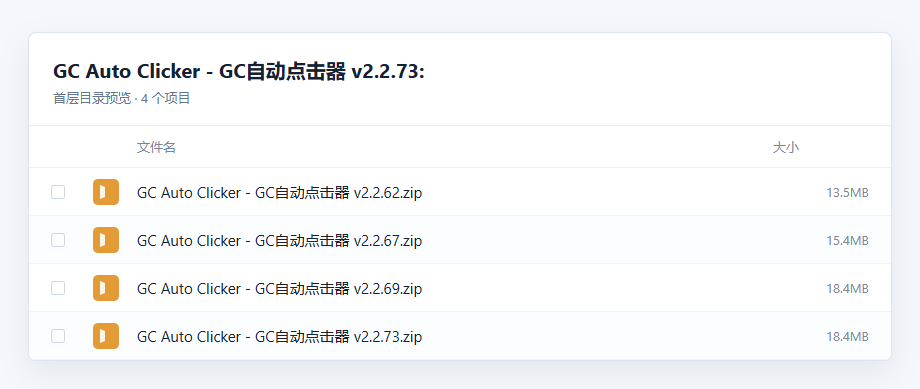 GC Auto Clicker - GC自动点击器 v2.2.73:
首层目录预览 · 4 个项目
文件名 大小
GC Auto Clicker - GC自动点击器 v2.2.62.zip 13.5MB
GC Auto Clicker - GC自动点击器 v2.2.67.zip 15.4MB
GC Auto Clicker - GC自动点击器 v2.2.69.zip 18.4MB
GC Auto Clicker - GC自动点击器 v2.2.73.zip 18.4MB